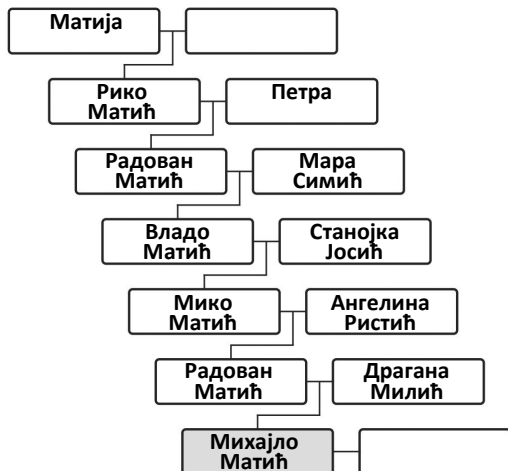 Матија
Рико
Матић
Петра
Радован
Матић
Мара
Симић
Владо
Матић
Станојка
Јосић
Мико
Матић
Ангелина
Ристић
Радован
Матић
Драгана
Милић
Михајло
Матић